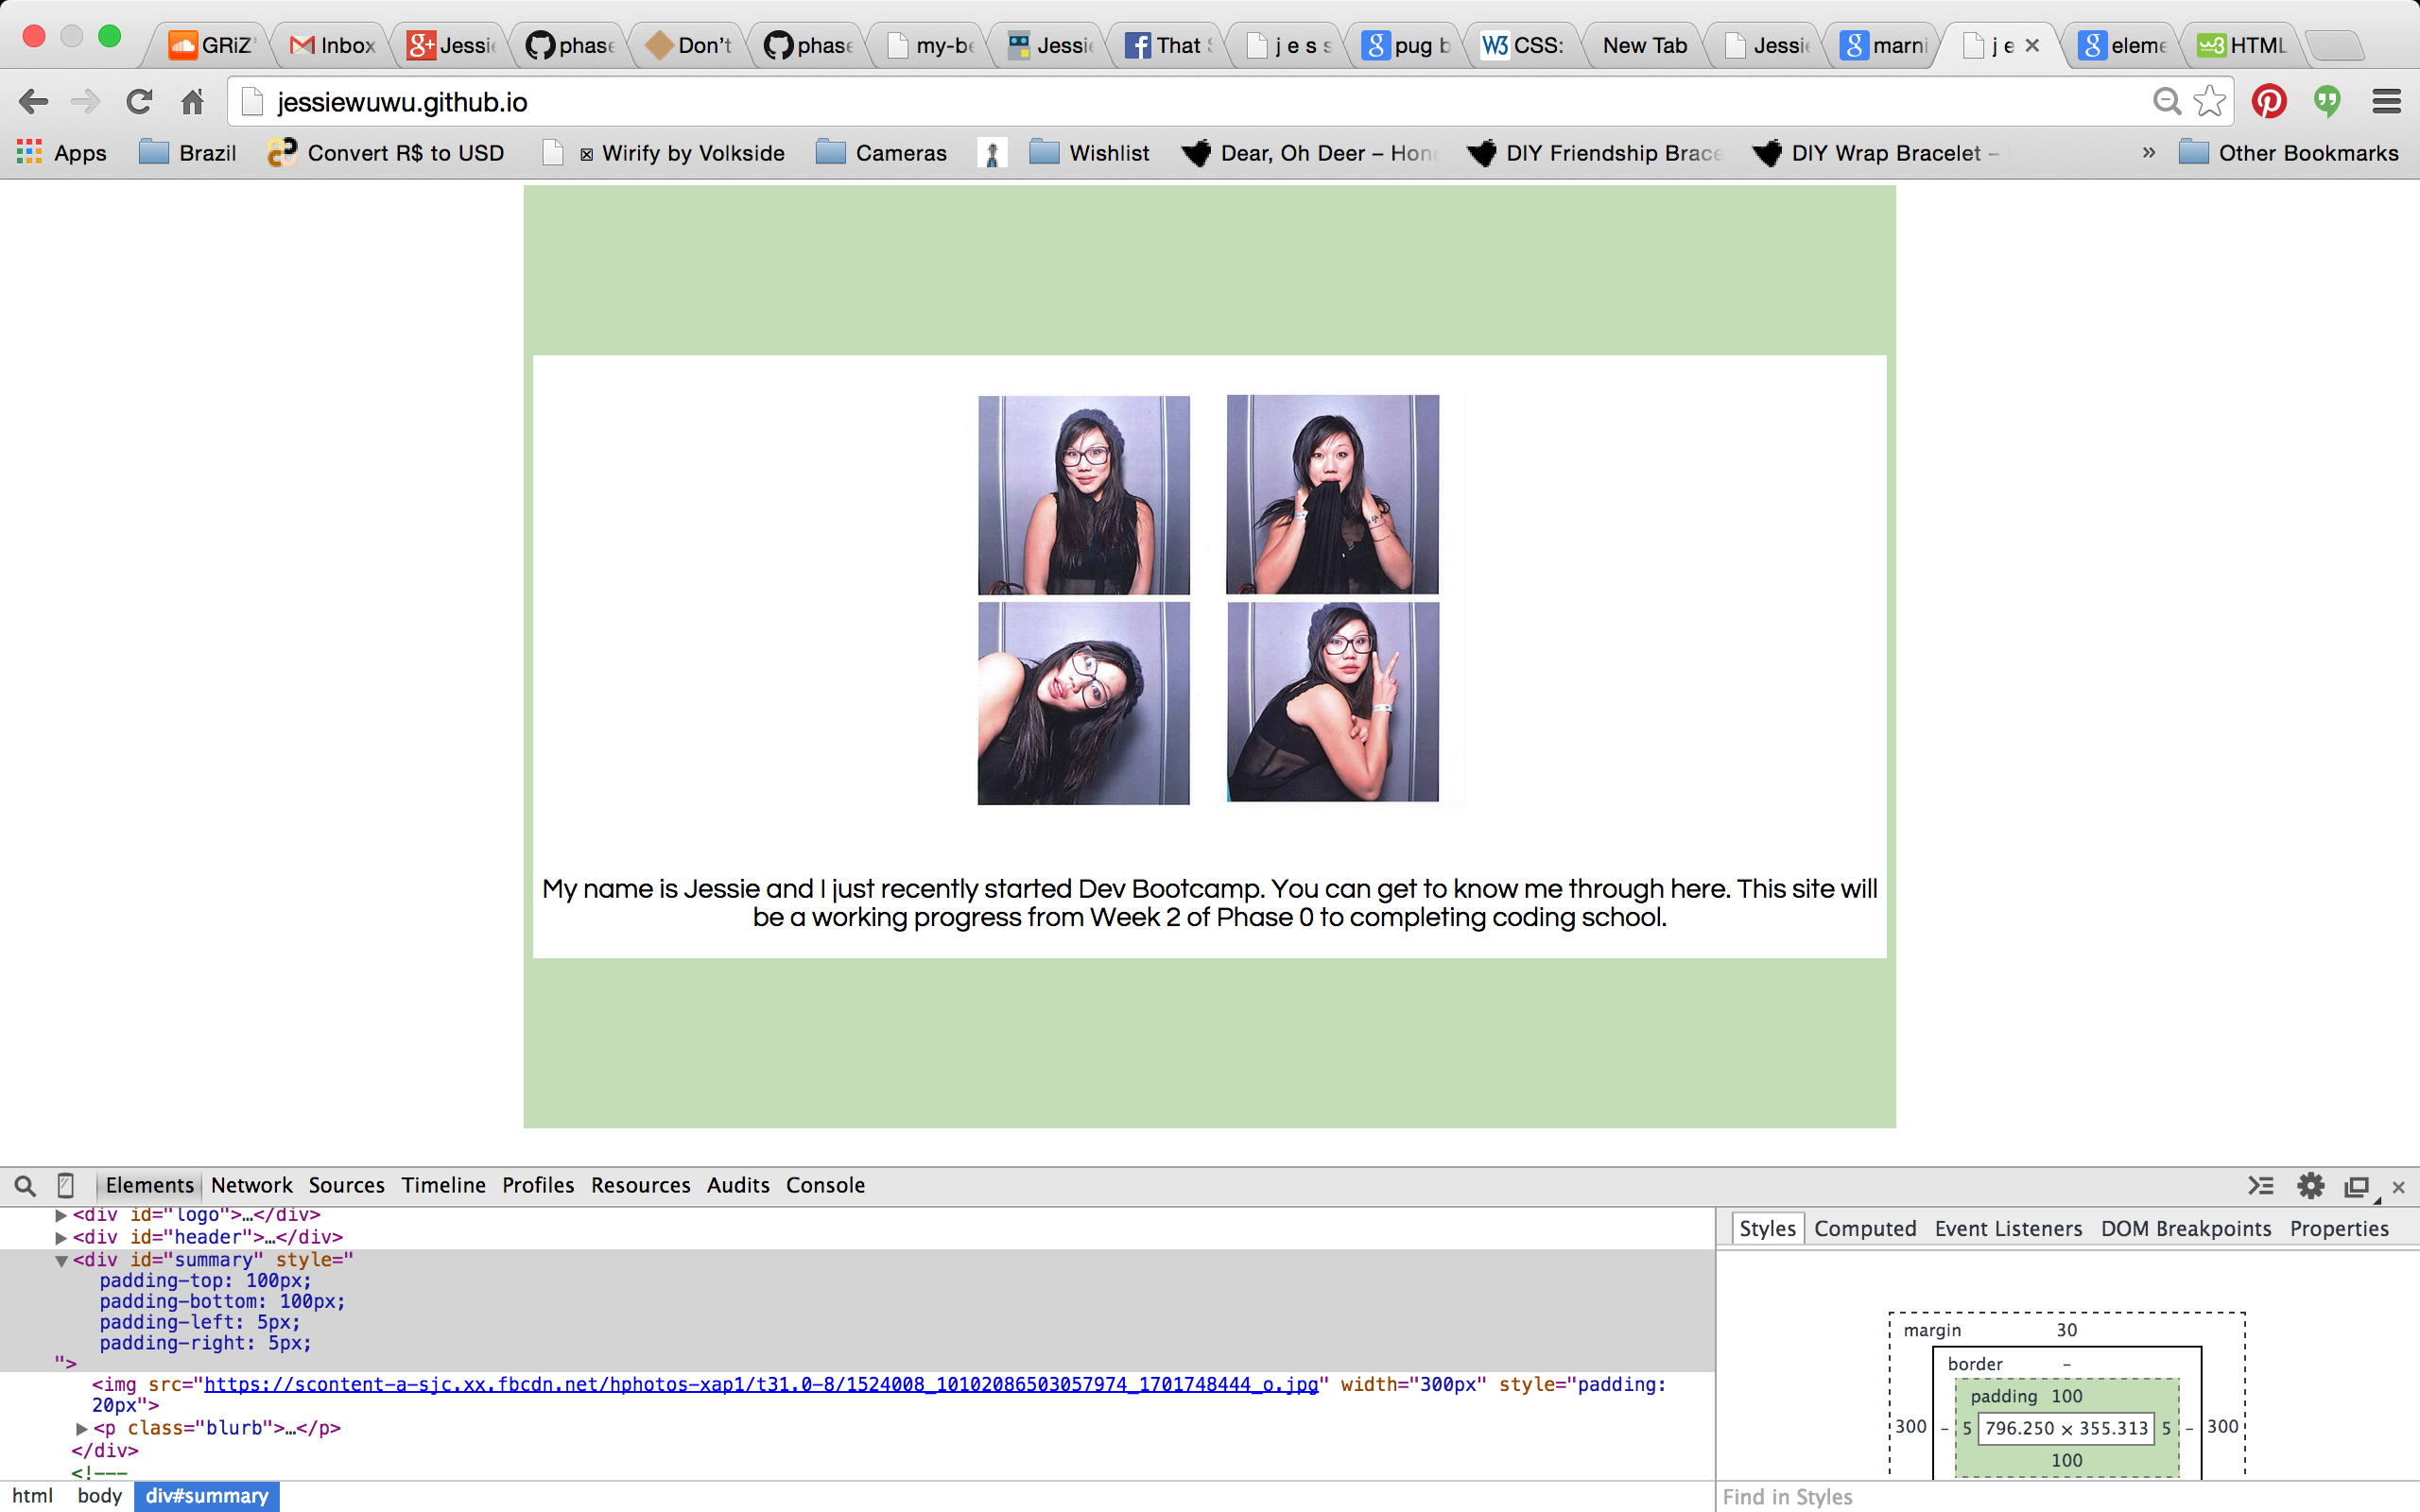 GRiZ'
Inbox
Jessie
phase
Don't
phase
my-be
Jessie
That S
j e s s
pug b
W3 CSS:
New Tab
Jessie
marni
j e
eleme
w3 HTML
jessiewuwu.github.io
Apps
Brazil
Convert R$ to USD
Wirify by Volkside
Cameras
Wishlist
Dear, Oh Deer – Hone
DIY Friendship Brace
DIY Wrap Bracelet –
»
Other Bookmarks
My name is Jessie and I just recently started Dev Bootcamp. You can get to know me through here. This site will
be a working progress from Week 2 of Phase 0 to completing coding school.
Elements Network Sources Timeline Profiles Resources Audits Console
▶<div id="logo">…</div>
▶<div id="header">…</div>
▼<div id="summary" style="
padding-top: 100px;
padding-bottom: 100px;
padding-left: 5px;
padding-right: 5px;
">
<img src="https://scontent-a-sjc.xx.fbcdn.net/hphotos-xap1/t31.0-8/1524008_10102086503057974_1701748444_o.jpg" width="300px" style="padding:
20px">
▶<p class="blurb">…</p>
</div>
<!---
html body div#summary
Styles Computed Event Listeners DOM Breakpoints Properties
margin 30
border –
padding 100
300 – 5 796.250 × 355.313 5 – 300
100
Find in Styles